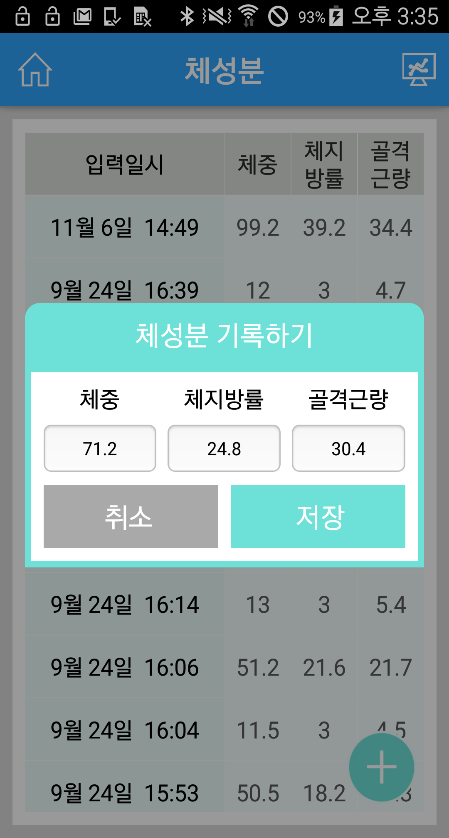 93% 오후 3:35
체성분
입력일시 체중 체지방률 골격근량
11월 6일 14:49 99.2 39.2 34.4
9월 24일 16:39 12 3 4.7
체성분 기록하기
체중 체지방률 골격근량
71.2 24.8 30.4
취소 저장
9월 24일 16:14 13 3 5.4
9월 24일 16:06 51.2 21.6 21.7
9월 24일 16:04 11.5 3 4.5
9월 24일 15:53 50.5 18.2